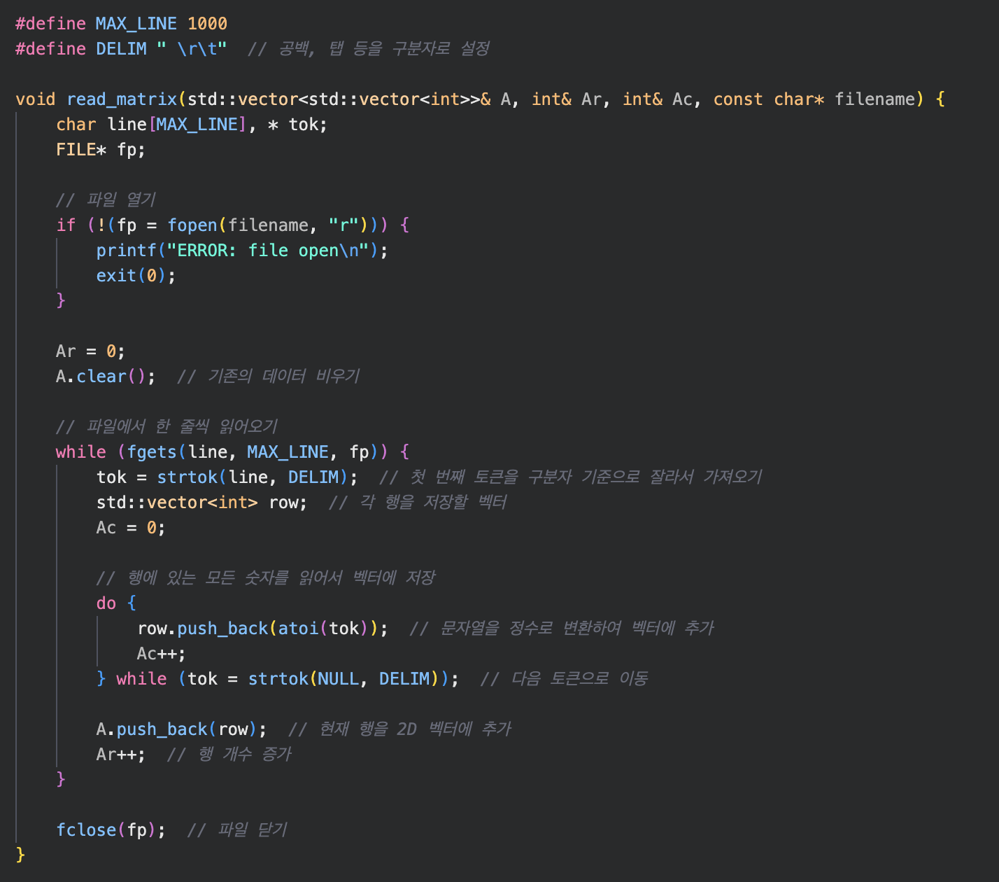 #define MAX_LINE 1000
#define DELIM " \r\t"  // 공백, 탭 등을 구분자로 설정
void read_matrix(std::vector<std::vector<int>>& A, int& Ar, int& Ac, const char* filename) {
    char line[MAX_LINE], * tok;
    FILE* fp;
    // 파일 열기
    if (!(fp = fopen(filename, "r"))) {
        printf("ERROR: file open\n");
        exit(0);
    }
    Ar = 0;
    A.clear();  // 기존의 데이터 비우기
    // 파일에서 한 줄씩 읽어오기
    while (fgets(line, MAX_LINE, fp)) {
        tok = strtok(line, DELIM);  // 첫 번째 토큰을 구분자 기준으로 잘라서 가져오기
        std::vector<int> row;  // 각 행을 저장할 벡터
        Ac = 0;
        // 행에 있는 모든 숫자를 읽어서 벡터에 저장
        do {
            row.push_back(atoi(tok));  // 문자열을 정수로 변환하여 벡터에 추가
            Ac++;
        } while (tok = strtok(NULL, DELIM));  // 다음 토큰으로 이동
        A.push_back(row);  // 현재 행을 2D 벡터에 추가
        Ar++;  // 행 개수 증가
    }
    fclose(fp);  // 파일 닫기
}